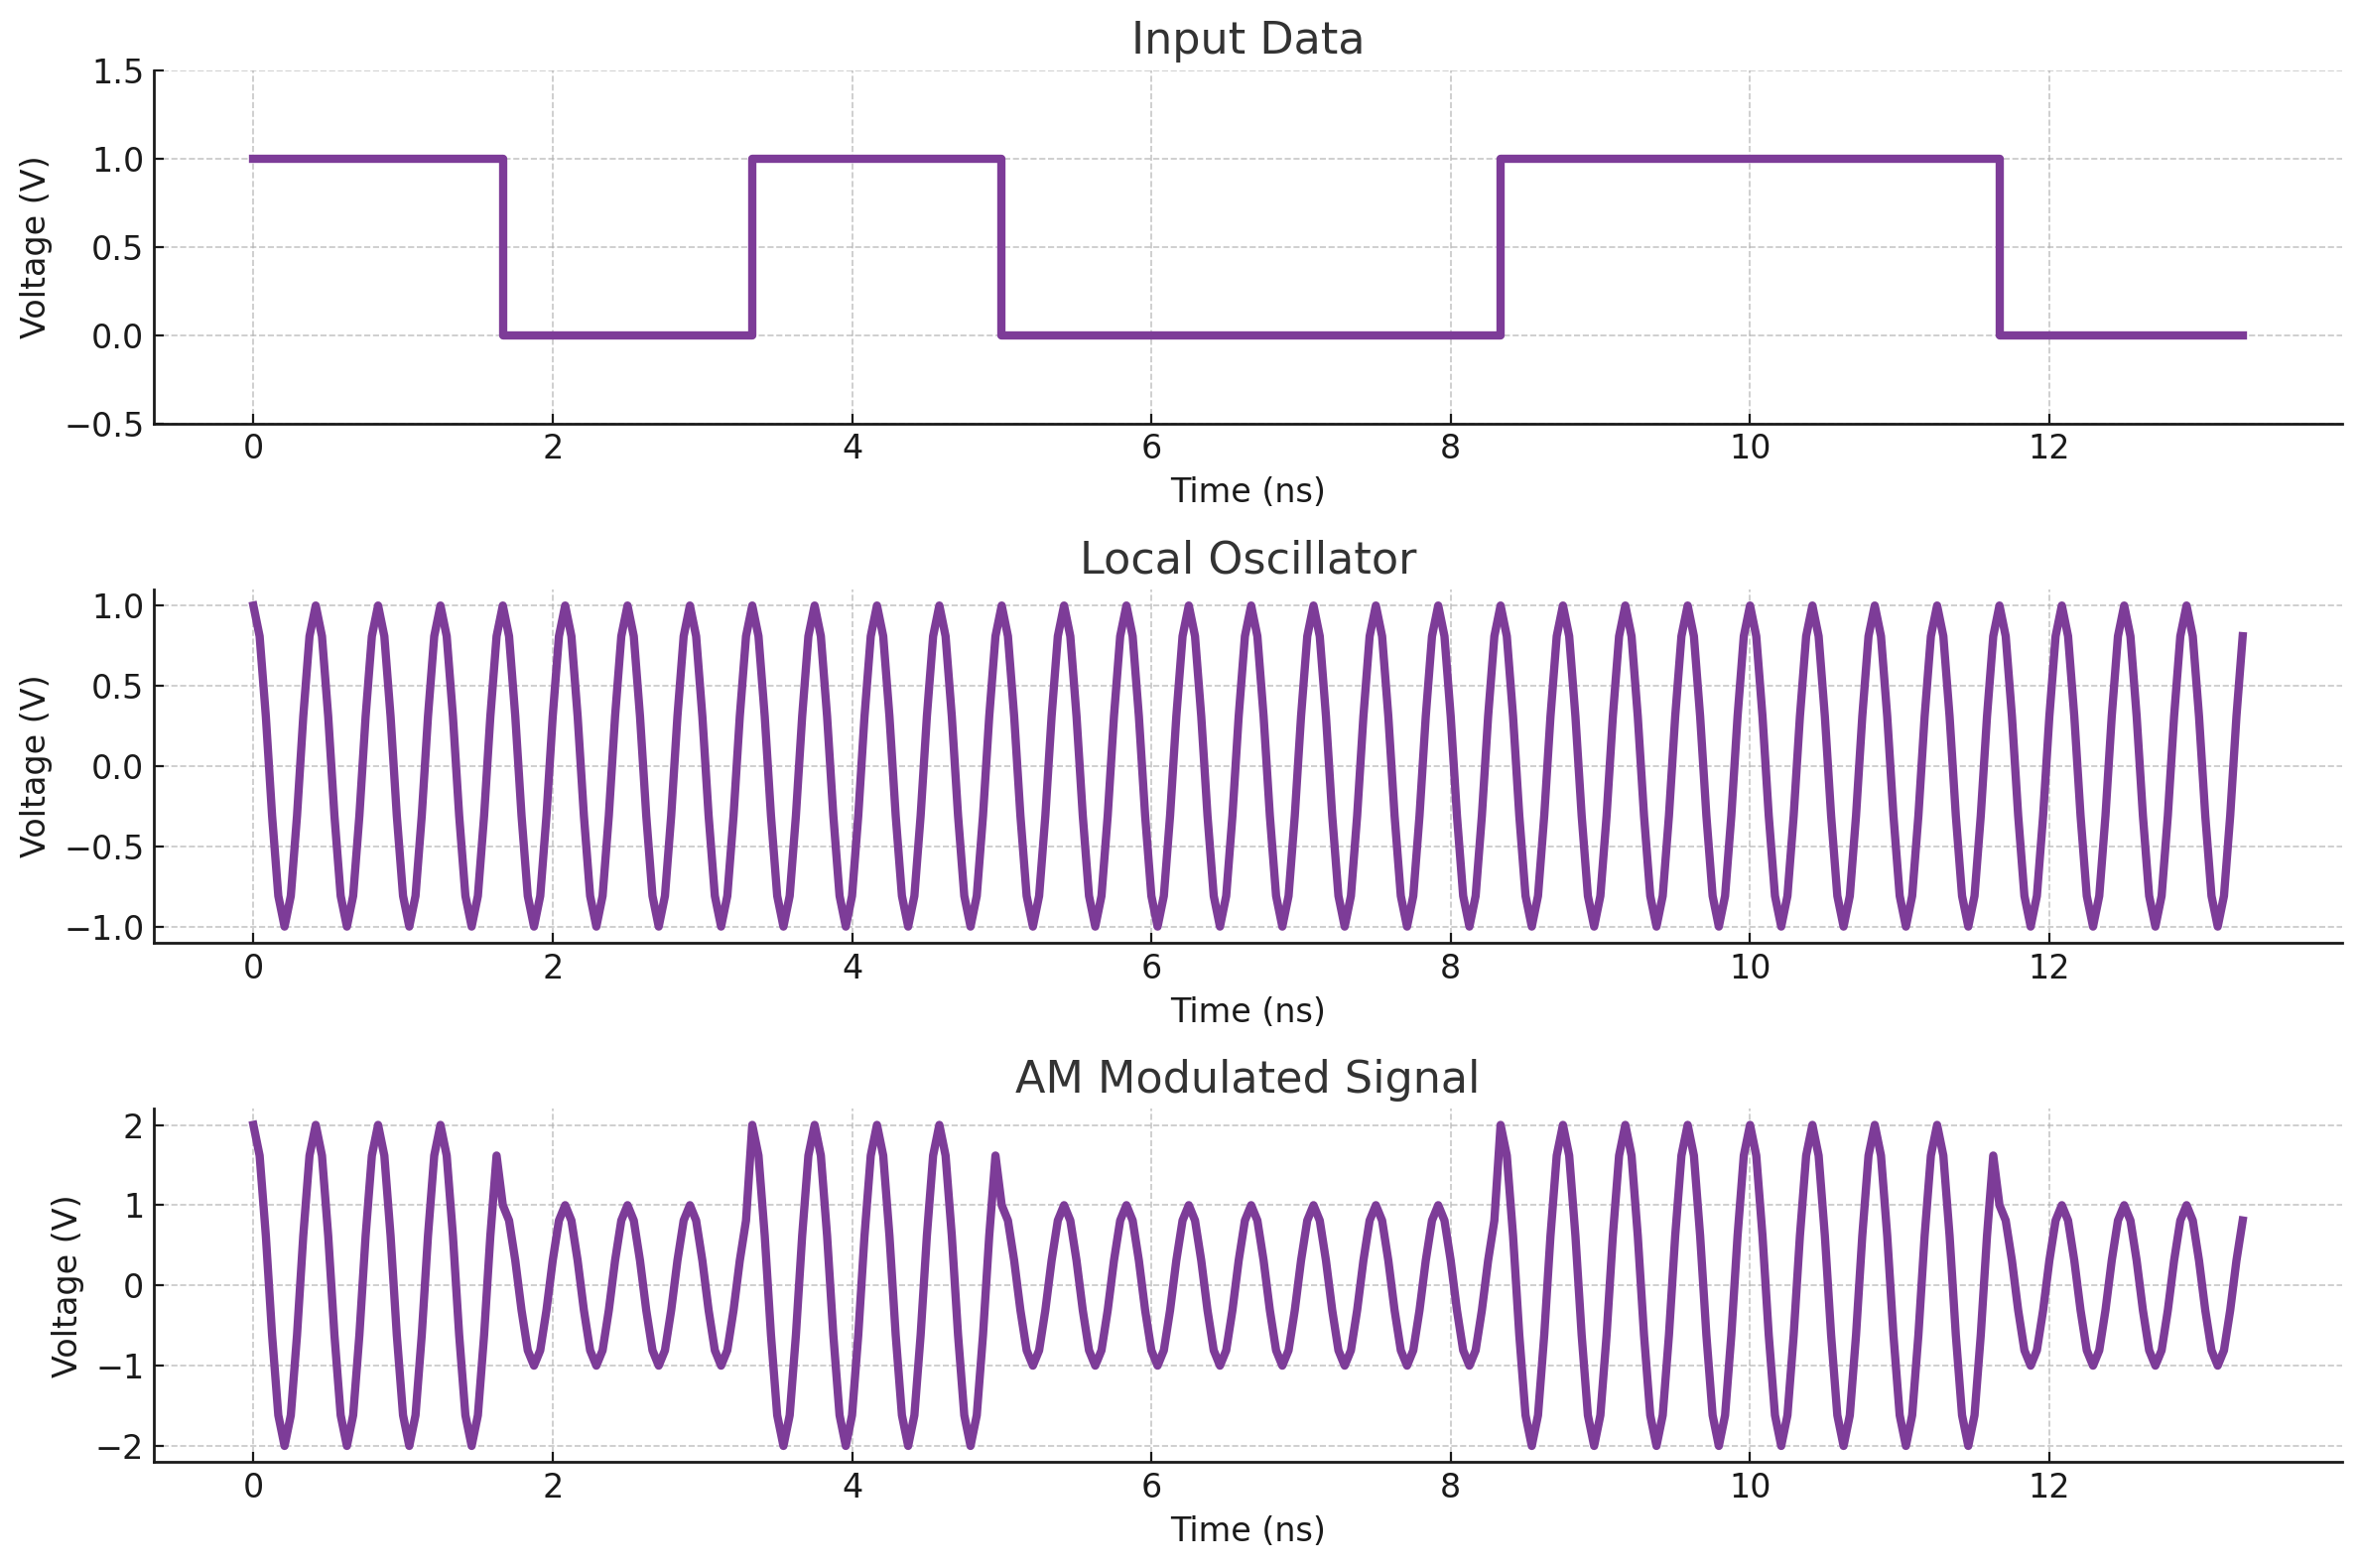 Input Data
Voltage (V)
1.5
1.0
0.5
0.0
−0.5
0 2 4 6 8 10 12
Time (ns)
Local Oscillator
Voltage (V)
1.0
0.5
0.0
−0.5
−1.0
0 2 4 6 8 10 12
Time (ns)
AM Modulated Signal
Voltage (V)
2
1
0
−1
−2
0 2 4 6 8 10 12
Time (ns)